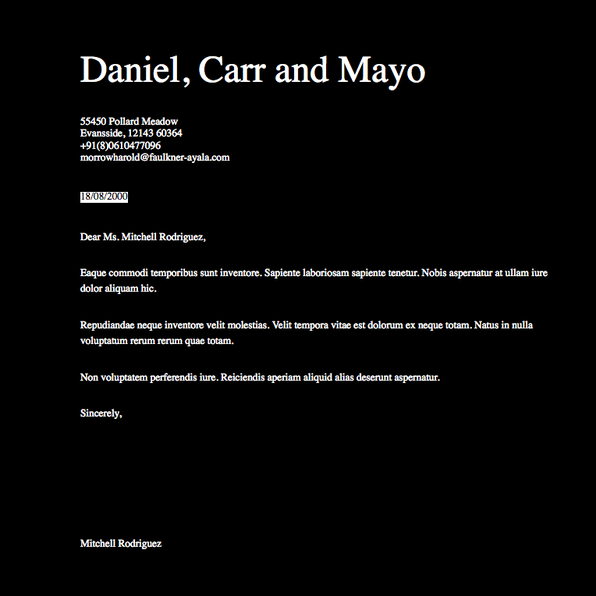 Daniel, Carr and Mayo
55450 Pollard Meadow
Evansside, 12143 60364
+91(8)0610477096
morrowharold@faulkner-ayala.com
18/08/2000
Dear Ms. Mitchell Rodriguez,
Eaque commodi temporibus sunt inventore. Sapiente laboriosam sapiente tenetur. Nobis aspernatur at ullam iure
dolor aliquam hic.
Repudiandae neque inventore velit molestias. Velit tempora vitae est dolorum ex neque totam. Natus in nulla
voluptatum rerum rerum quae totam.
Non voluptatem perferendis iure. Reiciendis aperiam aliquid alias deserunt aspernatur.
Sincerely,
Mitchell Rodriguez